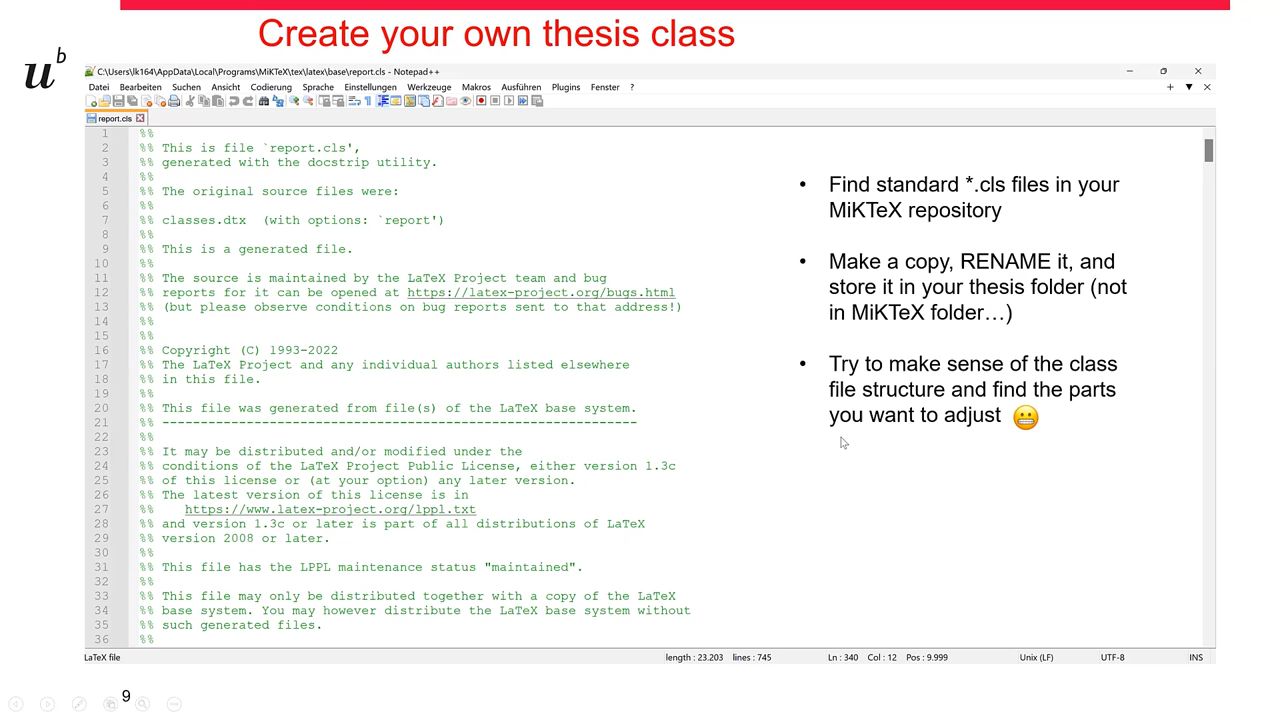 Create your own thesis class
u b
C:\Users\lk164\AppData\Local\Programs\MiKTeX\tex\latex\base\report.cls - Notepad++
Datei Bearbeiten Suchen Ansicht Codierung Sprache Einstellungen Werkzeuge Makros Ausführen Plugins Fenster ?
report.cls
1 %%
2 %% This is file `report.cls',
3 %% generated with the docstrip utility.
4 %%
5 %% The original source files were:
6 %%
7 %% classes.dtx  (with options: `report')
8 %%
9 %% This is a generated file.
10 %%
11 %% The source is maintained by the LaTeX Project team and bug
12 %% reports for it can be opened at https://latex-project.org/bugs.html
13 %% (but please observe conditions on bug reports sent to that address!)
14 %%
15 %%
16 %% Copyright (C) 1993-2022
17 %% The LaTeX Project and any individual authors listed elsewhere
18 %% in this file.
19 %%
20 %% This file was generated from file(s) of the LaTeX base system.
21 %% --------------------------------------------------------------
22 %%
23 %% It may be distributed and/or modified under the
24 %% conditions of the LaTeX Project Public License, either version 1.3c
25 %% of this license or (at your option) any later version.
26 %% The latest version of this license is in
27 %%    https://www.latex-project.org/lppl.txt
28 %% and version 1.3c or later is part of all distributions of LaTeX
29 %% version 2008 or later.
30 %%
31 %% This file has the LPPL maintenance status "maintained".
32 %%
33 %% This file may only be distributed together with a copy of the LaTeX
34 %% base system. You may however distribute the LaTeX base system without
35 %% such generated files.
36 %%
• Find standard *.cls files in your
MiKTeX repository
• Make a copy, RENAME it, and
store it in your thesis folder (not
in MiKTeX folder…)
• Try to make sense of the class
file structure and find the parts
you want to adjust 😬
LaTeX file length : 23.203 lines : 745 Ln : 340 Col : 12 Pos : 9.999 Unix (LF) UTF-8 INS
9